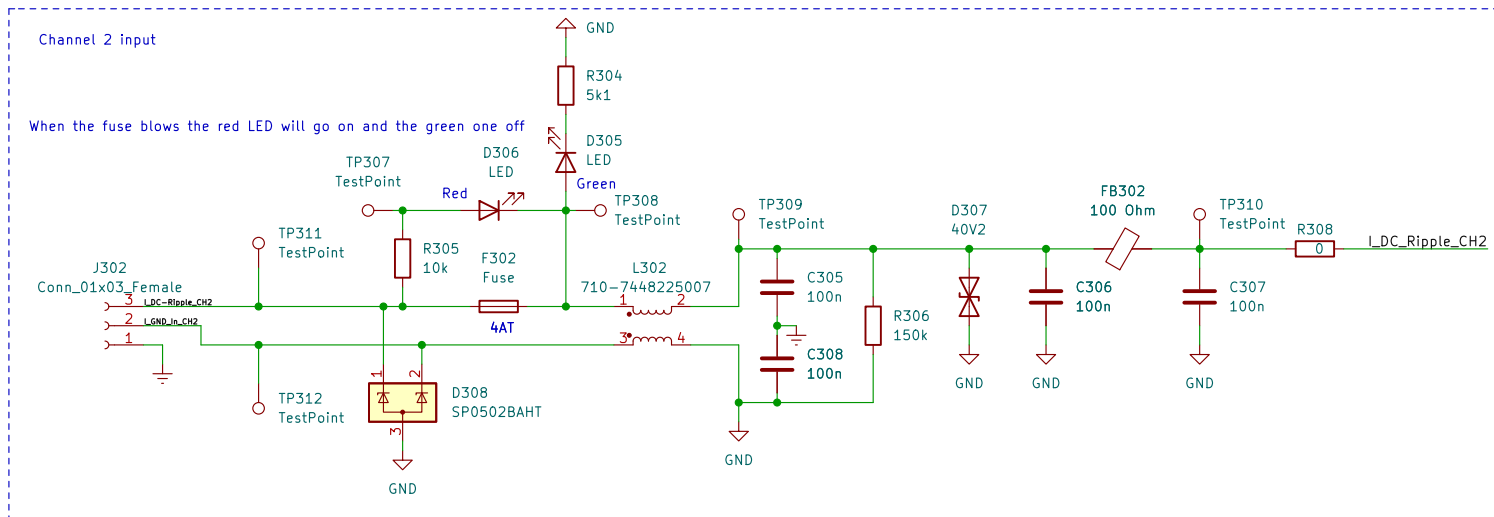 Channel 2 input
GND
R304
5k1
When the fuse blows the red LED will go on and the green one off
D305
LED
D306
LED
TP307
TestPoint
Red
Green
TP308
TestPoint
TP311
TestPoint
R305
10k
F302
Fuse
4AT
J302
Conn_01x03_Female
3
I_DC-Ripple_CH2
2
I_GND_In_CH2
1
L302
710-7448225007
1
2
3
4
TP309
TestPoint
C305
100n
C308
100n
R306
150k
D307
40V2
GND
C306
100n
GND
FB302
100 Ohm
TP310
TestPoint
C307
100n
GND
R308
0
I_DC_Ripple_CH2
TP312
TestPoint
1
2
D308
SP0502BAHT
3
GND
GND